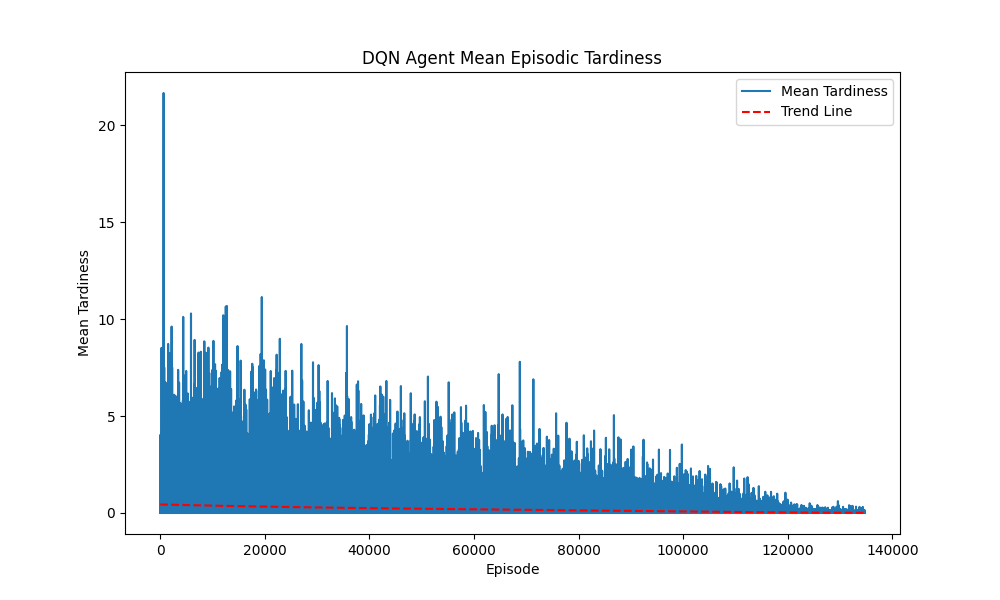 DQN Agent Mean Episodic Tardiness
Mean Tardiness
Trend Line
Mean Tardiness
20
15
10
5
0
0 20000 40000 60000 80000 100000 120000 140000
Episode